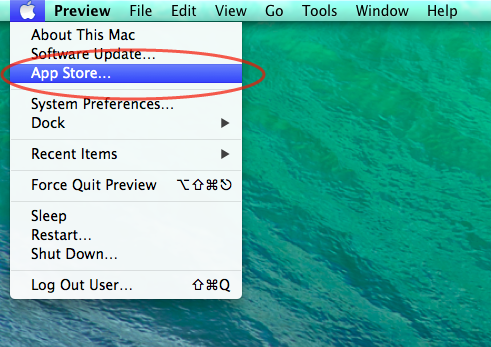 Preview File Edit View Go Tools Window Help
About This Mac
Software Update…
App Store…
System Preferences…
Dock ▶
Recent Items ▶
Force Quit Preview ⌥⇧⌘⎋
Sleep
Restart…
Shut Down…
Log Out User… ⇧⌘Q